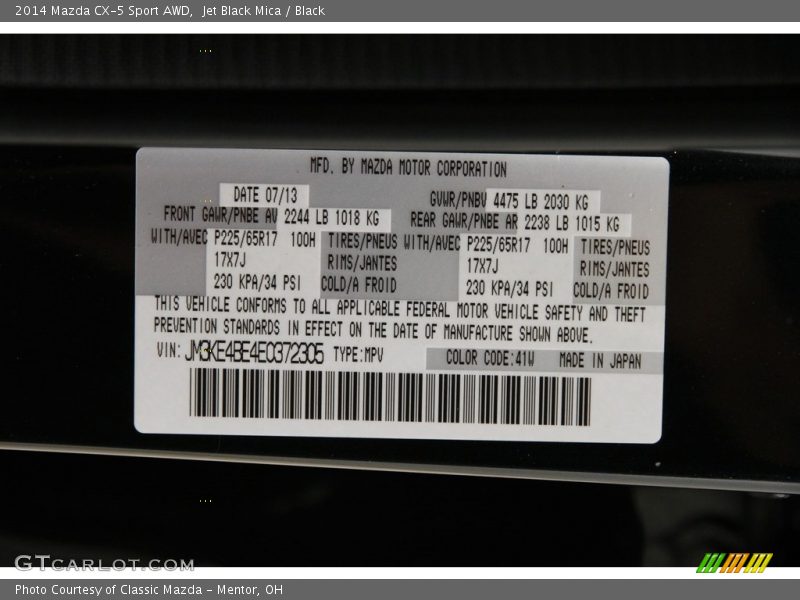 2014 Mazda CX-5 Sport AWD,  Jet Black Mica / Black
MFD. BY MAZDA MOTOR CORPORATION
DATE 07/13 GVWR/PNBV 4475 LB 2030 KG
FRONT GAWR/PNBE AV 2244 LB 1018 KG REAR GAWR/PNBE AR 2238 LB 1015 KG
WITH/AVEC P225/65R17 100H TIRES/PNEUS WITH/AVEC P225/65R17 100H TIRES/PNEUS
17X7J RIMS/JANTES 17X7J RIMS/JANTES
230 KPA/34 PSI COLD/A FROID 230 KPA/34 PSI COLD/A FROID
THIS VEHICLE CONFORMS TO ALL APPLICABLE FEDERAL MOTOR VEHICLE SAFETY AND THEFT
PREVENTION STANDARDS IN EFFECT ON THE DATE OF MANUFACTURE SHOWN ABOVE.
VIN: JM3KE4BE4E0372305 TYPE:MPV COLOR CODE:41W MADE IN JAPAN
GTCARLOT.COM
Photo Courtesy of Classic Mazda - Mentor, OH